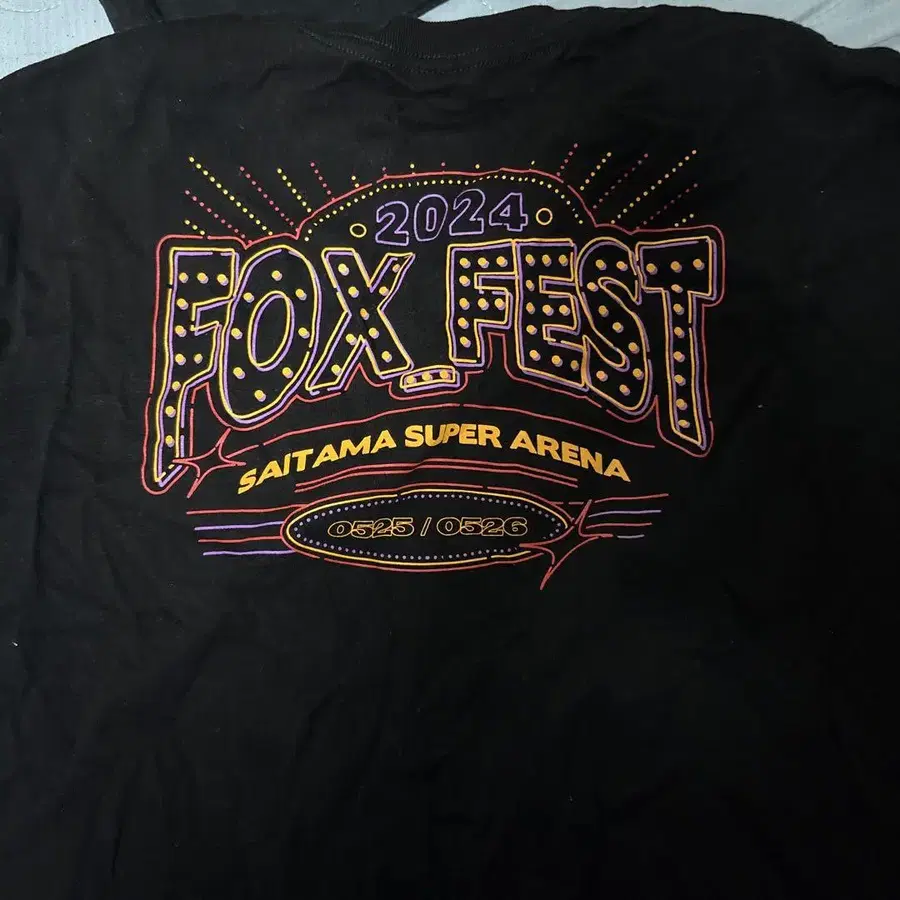 2024
FOX_FEST
SAITAMA SUPER ARENA
0525 / 0526